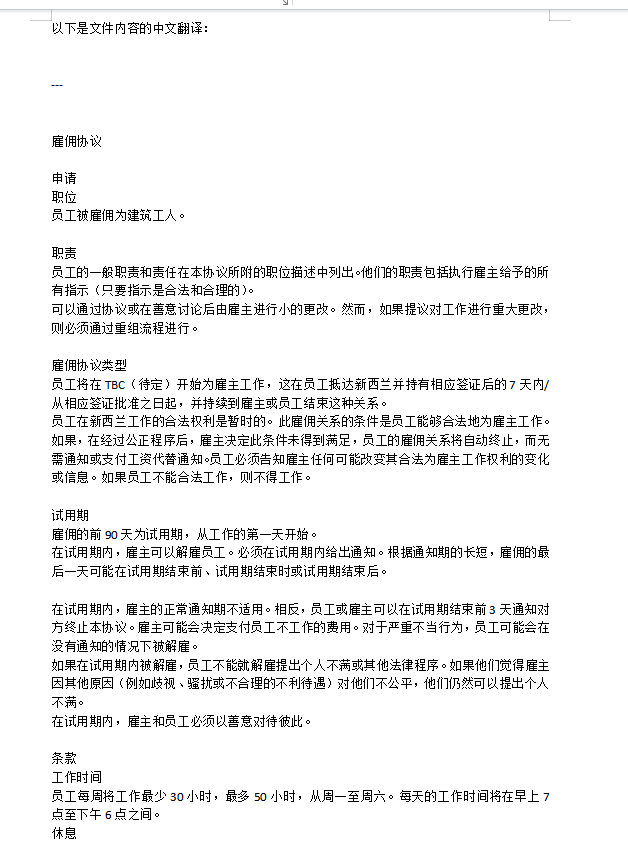 以下是文件内容的中文翻译：
---
雇佣协议
申请
职位
员工被雇佣为建筑工人。
职责
员工的一般职责和责任在本协议所附的职位描述中列出。他们的职责包括执行雇主给予的所
有指示（只要指示是合法和合理的）。
可以通过协议或在善意讨论后由雇主进行小的更改。然而，如果提议对工作进行重大更改，
则必须通过重组流程进行。
雇佣协议类型
员工将在 TBC（待定）开始为雇主工作，这在员工抵达新西兰并持有相应签证后的 7 天内/
从相应签证批准之日起，并持续到雇主或员工结束这种关系。
员工在新西兰工作的合法权利是暂时的。此雇佣关系的条件是员工能够合法地为雇主工作。
如果，在经过公正程序后，雇主决定此条件未得到满足，员工的雇佣关系将自动终止，而无
需通知或支付工资代替通知。员工必须告知雇主任何可能改变其合法为雇主工作权利的变化
或信息。如果员工不能合法工作，则不得工作。
试用期
雇佣的前 90 天为试用期，从工作的第一天开始。
在试用期内，雇主可以解雇员工。必须在试用期内给出通知。根据通知期的长短，雇佣的最
后一天可能在试用期结束前、试用期结束时或试用期结束后。
在试用期内，雇主的正常通知期不适用。相反，员工或雇主可以在试用期结束前 3 天通知对
方终止本协议。雇主可能会决定支付员工不工作的费用。对于严重不当行为，员工可能会在
没有通知的情况下被解雇。
如果在试用期内被解雇，员工不能就解雇提出个人不满或其他法律程序。如果他们觉得雇主
因其他原因（例如歧视、骚扰或不合理的不利待遇）对他们不公平，他们仍然可以提出个人
不满。
在试用期内，雇主和员工必须以善意对待彼此。
条款
工作时间
员工每周将工作最少 30 小时，最多 50 小时，从周一至周六。每天的工作时间将在早上 7
点至下午 6 点之间。
休息